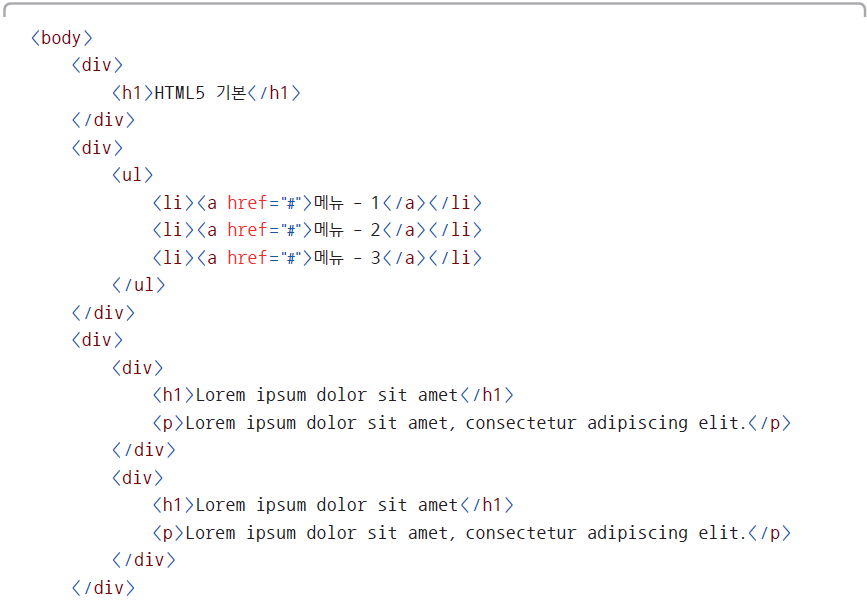 <body>
    <div>
        <h1>HTML5 기본</h1>
    </div>
    <div>
        <ul>
            <li><a href="#">메뉴 - 1</a></li>
            <li><a href="#">메뉴 - 2</a></li>
            <li><a href="#">메뉴 - 3</a></li>
        </ul>
    </div>
    <div>
        <div>
            <h1>Lorem ipsum dolor sit amet</h1>
            <p>Lorem ipsum dolor sit amet, consectetur adipiscing elit.</p>
        </div>
        <div>
            <h1>Lorem ipsum dolor sit amet</h1>
            <p>Lorem ipsum dolor sit amet, consectetur adipiscing elit.</p>
        </div>
    </div>